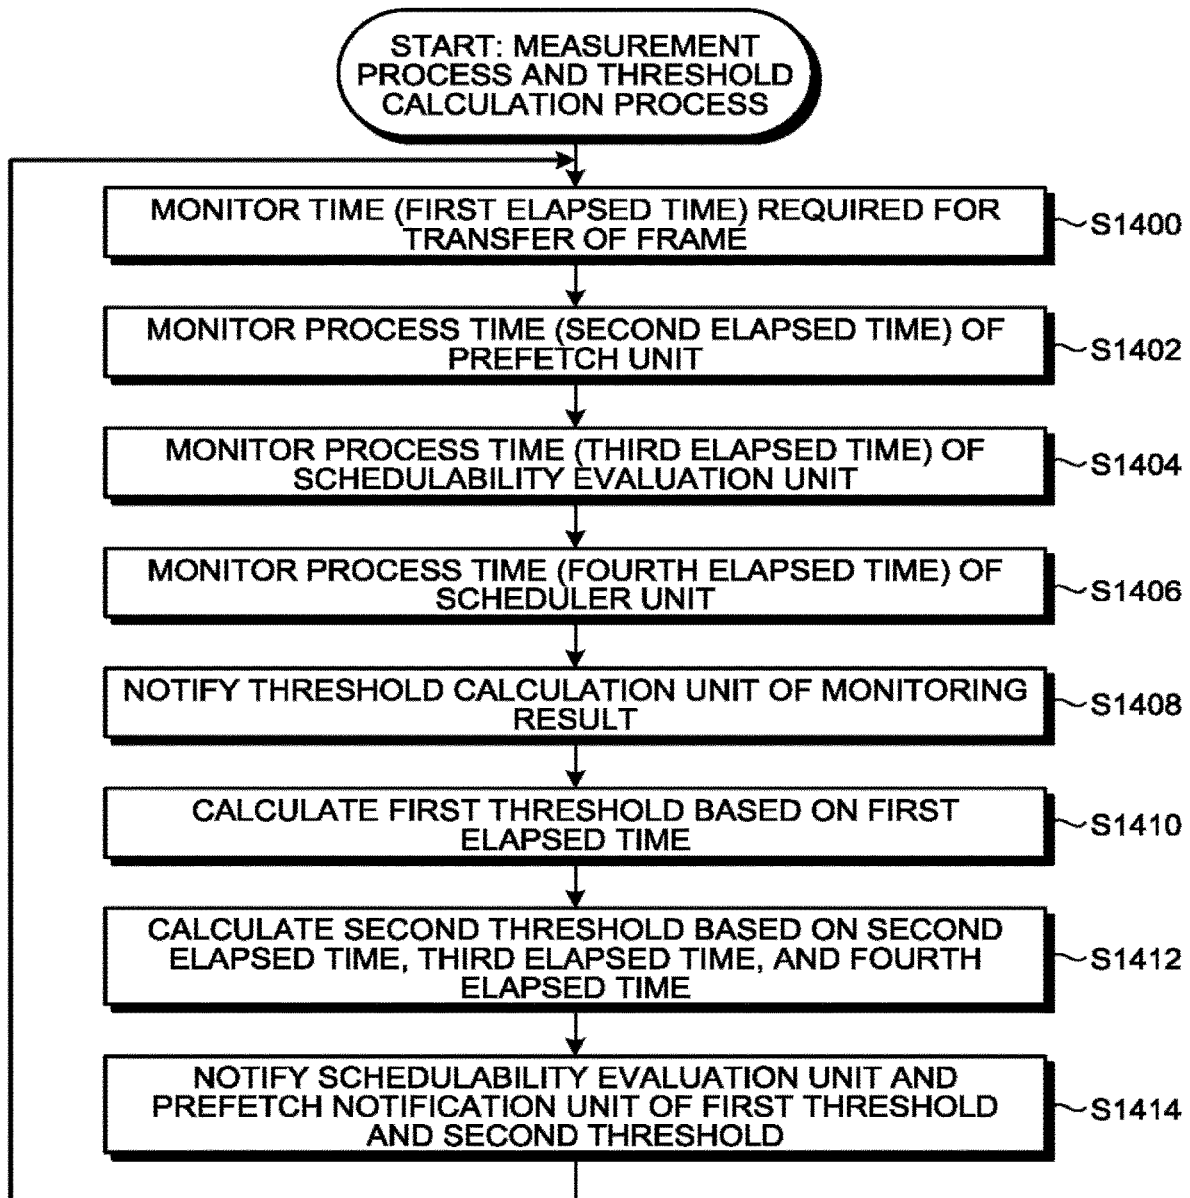 START: MEASUREMENT
PROCESS AND THRESHOLD
CALCULATION PROCESS
MONITOR TIME (FIRST ELAPSED TIME) REQUIRED FOR
TRANSFER OF FRAME
S1400
MONITOR PROCESS TIME (SECOND ELAPSED TIME) OF
PREFETCH UNIT
S1402
MONITOR PROCESS TIME (THIRD ELAPSED TIME) OF
SCHEDULABILITY EVALUATION UNIT
S1404
MONITOR PROCESS TIME (FOURTH ELAPSED TIME) OF
SCHEDULER UNIT
S1406
NOTIFY THRESHOLD CALCULATION UNIT OF MONITORING
RESULT
S1408
CALCULATE FIRST THRESHOLD BASED ON FIRST
ELAPSED TIME
S1410
CALCULATE SECOND THRESHOLD BASED ON SECOND
ELAPSED TIME, THIRD ELAPSED TIME, AND FOURTH
ELAPSED TIME
S1412
NOTIFY SCHEDULABILITY EVALUATION UNIT AND
PREFETCH NOTIFICATION UNIT OF FIRST THRESHOLD
AND SECOND THRESHOLD
S1414